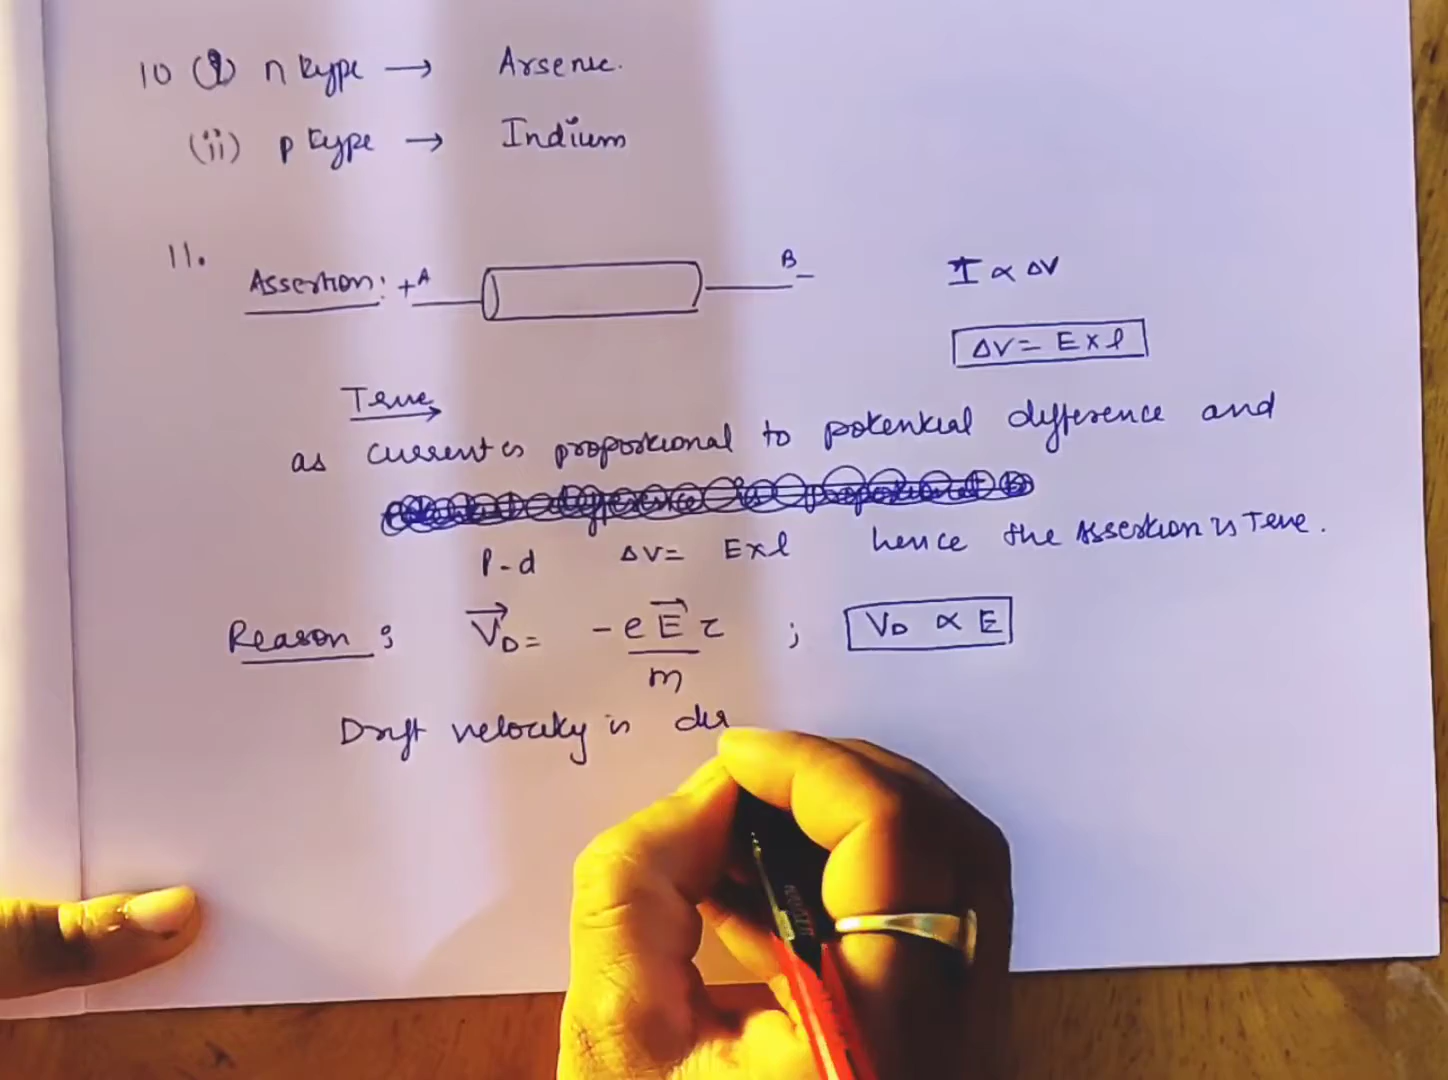 10 (i) n type → Arsenic.
(ii) p type → Indium
11.
Assertion: +A B - I ∝ ΔV
ΔV = E x l
True
as current is proportional to potential difference and
P-d ΔV = E x l hence the Assertion is True.
Reason: V⃗D = -eE⃗τ / m ; VD ∝ E
Drift velocity is dir